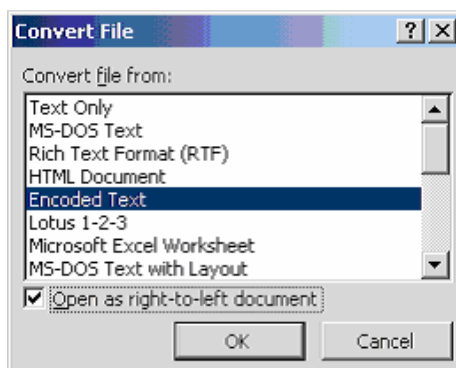 Convert File
Convert file from:
Text Only
MS-DOS Text
Rich Text Format (RTF)
HTML Document
Encoded Text
Lotus 1-2-3
Microsoft Excel Worksheet
MS-DOS Text with Layout
Open as right-to-left document
OK Cancel